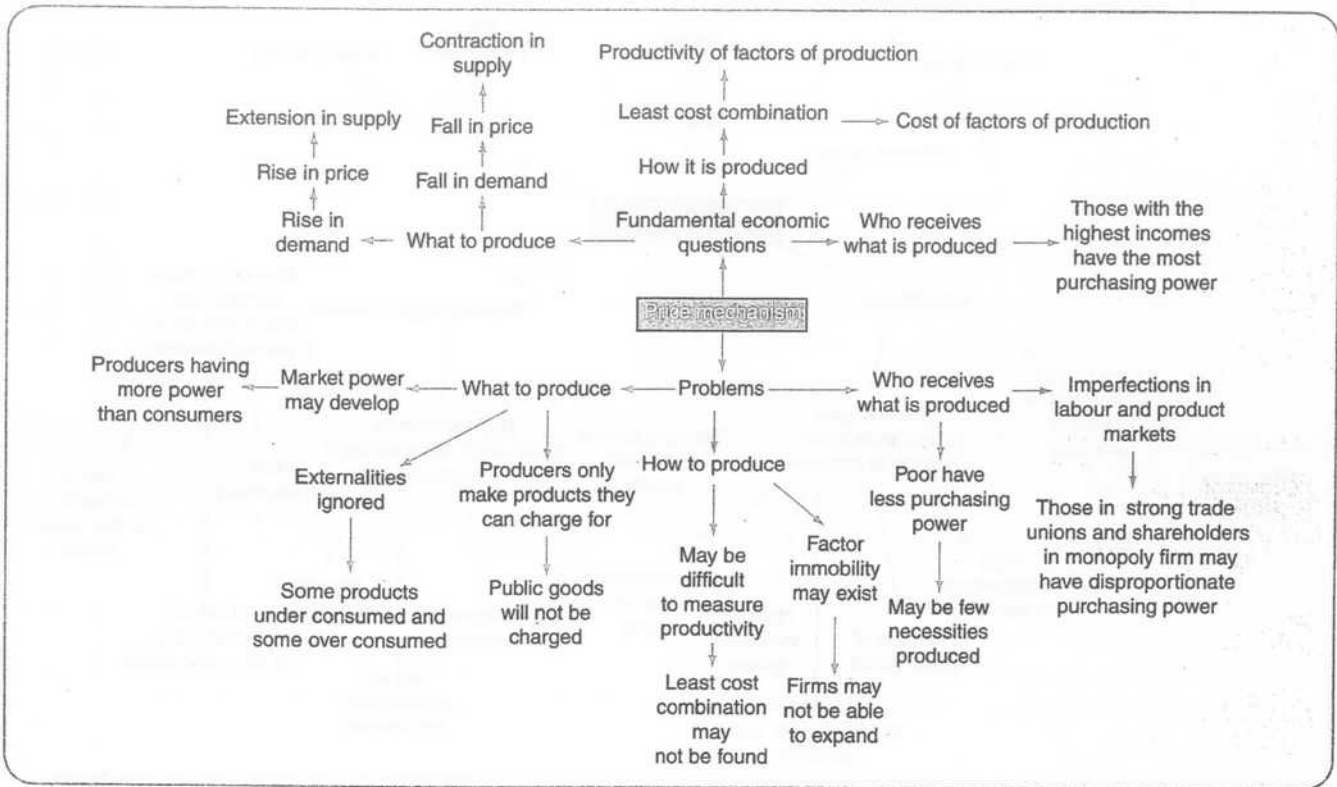 Contraction in
supply
Productivity of factors of production
Extension in supply
Fall in price
Least cost combination
Cost of factors of production
Rise in price
Fall in demand
How it is produced
Rise in
demand
What to produce
Fundamental economic
questions
Who receives
what is produced
Those with the
highest incomes
have the most
purchasing power
Price mechanism
Producers having
more power
than consumers
Market power
may develop
What to produce
Problems
Who receives
what is produced
Imperfections in
labour and product
markets
Externalities
ignored
Producers only
make products they
can charge for
How to produce
Poor have
less purchasing
power
Those in strong trade
unions and shareholders
in monopoly firm may
have disproportionate
purchasing power
Some products
under consumed and
some over consumed
Public goods
will not be
charged
May be
difficult
to measure
productivity
Factor
immobility
may exist
May be few
necessities
produced
Least cost
combination
may
not be found
Firms may
not be able
to expand